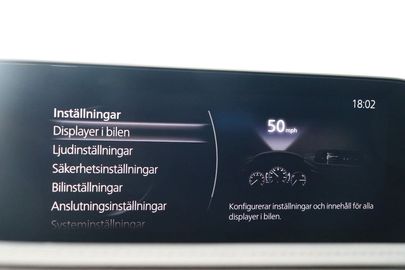 18:02
Inställningar
Displayer i bilen
Ljudinställningar
Säkerhetsinställningar
Bilinställningar
Anslutningsinställningar
Systeminställningar
50 mph
Konfigurerar inställningar och innehåll för alla
displayer i bilen.